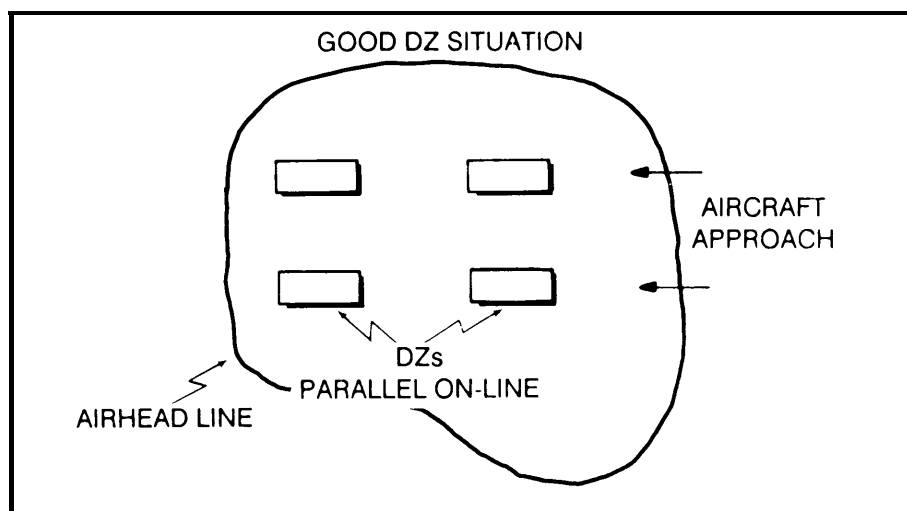 GOOD DZ SITUATION
AIRCRAFT
APPROACH
DZs
PARALLEL ON-LINE
AIRHEAD LINE